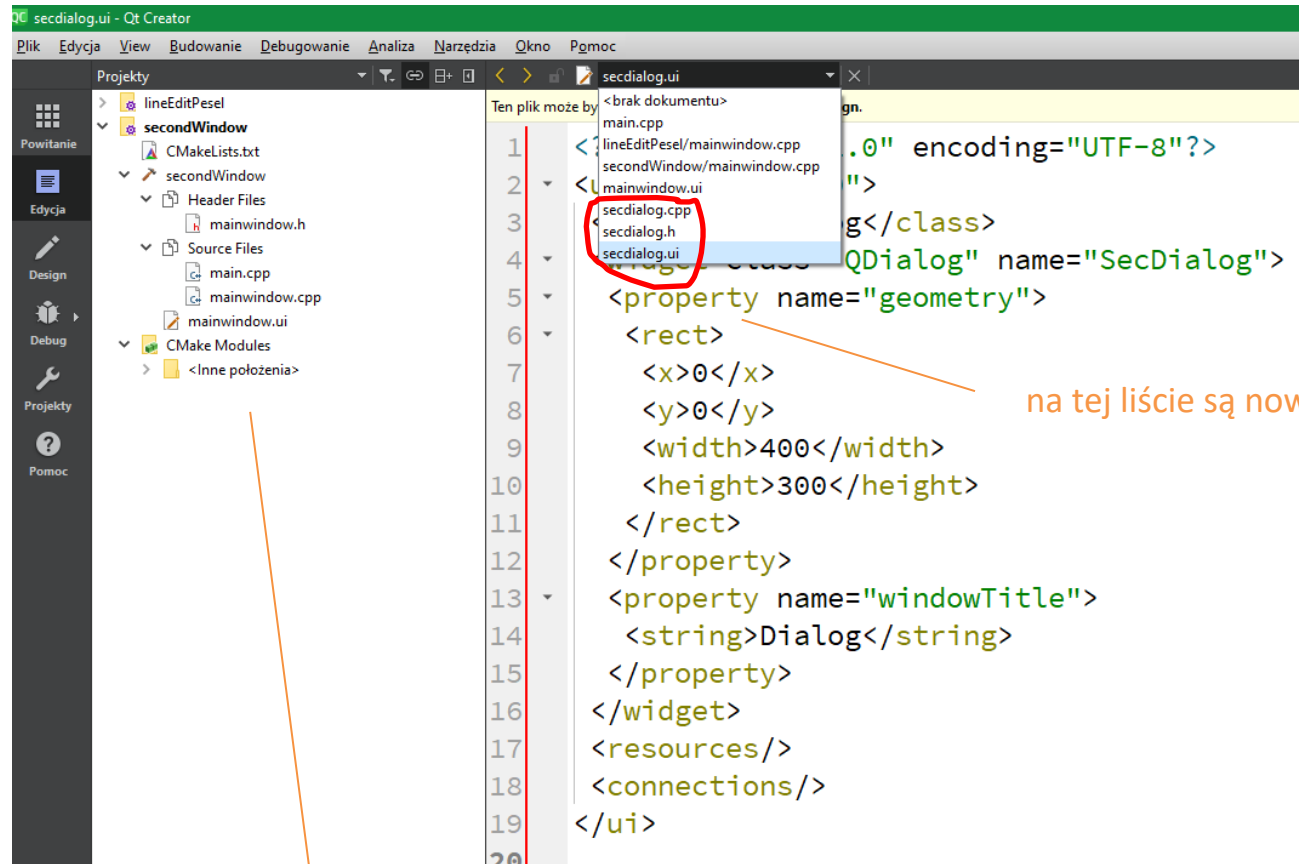 QC secdialog.ui - Qt Creator
Plik Edycja View Budowanie Debugowanie Analiza Narzędzia Okno Pomoc
Projekty
secdialog.ui
Powitanie
Edycja
Design
Debug
Projekty
Pomoc
lineEditPesel
secondWindow
CMakeLists.txt
secondWindow
Header Files
mainwindow.h
Source Files
main.cpp
mainwindow.cpp
mainwindow.ui
CMake Modules
<Inne położenia>
Ten plik może by
gn.
<brak dokumentu>
main.cpp
lineEditPesel/mainwindow.cpp
secondWindow/mainwindow.cpp
mainwindow.ui
secdialog.cpp
secdialog.h
secdialog.ui
1 <? .0" encoding="UTF-8"?>
2 <u ">
3 < g</class>
4 QDialog" name="SecDialog">
5 <property name="geometry">
6 <rect>
7 <x>0</x>
8 <y>0</y>
9 <width>400</width>
10 <height>300</height>
11 </rect>
12 </property>
13 <property name="windowTitle">
14 <string>Dialog</string>
15 </property>
16 </widget>
17 <resources/>
18 <connections/>
19 </ui>
20
na tej liście są now